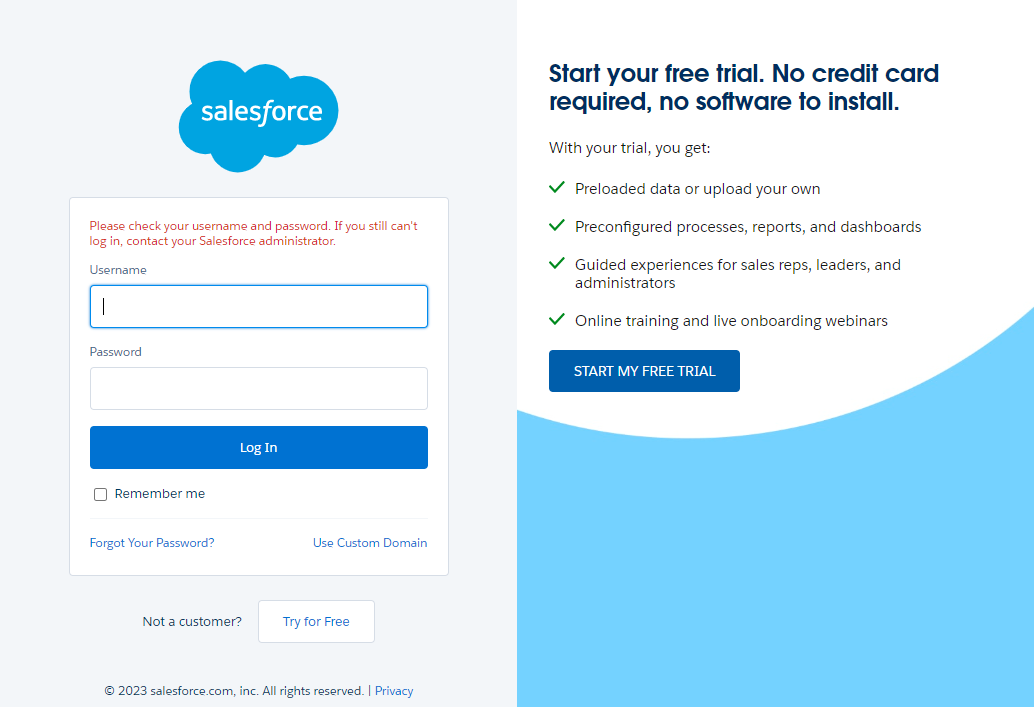 salesforce
Please check your username and password. If you still can't
log in, contact your Salesforce administrator.
Username
Password
Log In
Remember me
Forgot Your Password?
Use Custom Domain
Not a customer?
Try for Free
© 2023 salesforce.com, inc. All rights reserved. | Privacy
Start your free trial. No credit card
required, no software to install.
With your trial, you get:
Preloaded data or upload your own
Preconfigured processes, reports, and dashboards
Guided experiences for sales reps, leaders, and
administrators
Online training and live onboarding webinars
START MY FREE TRIAL